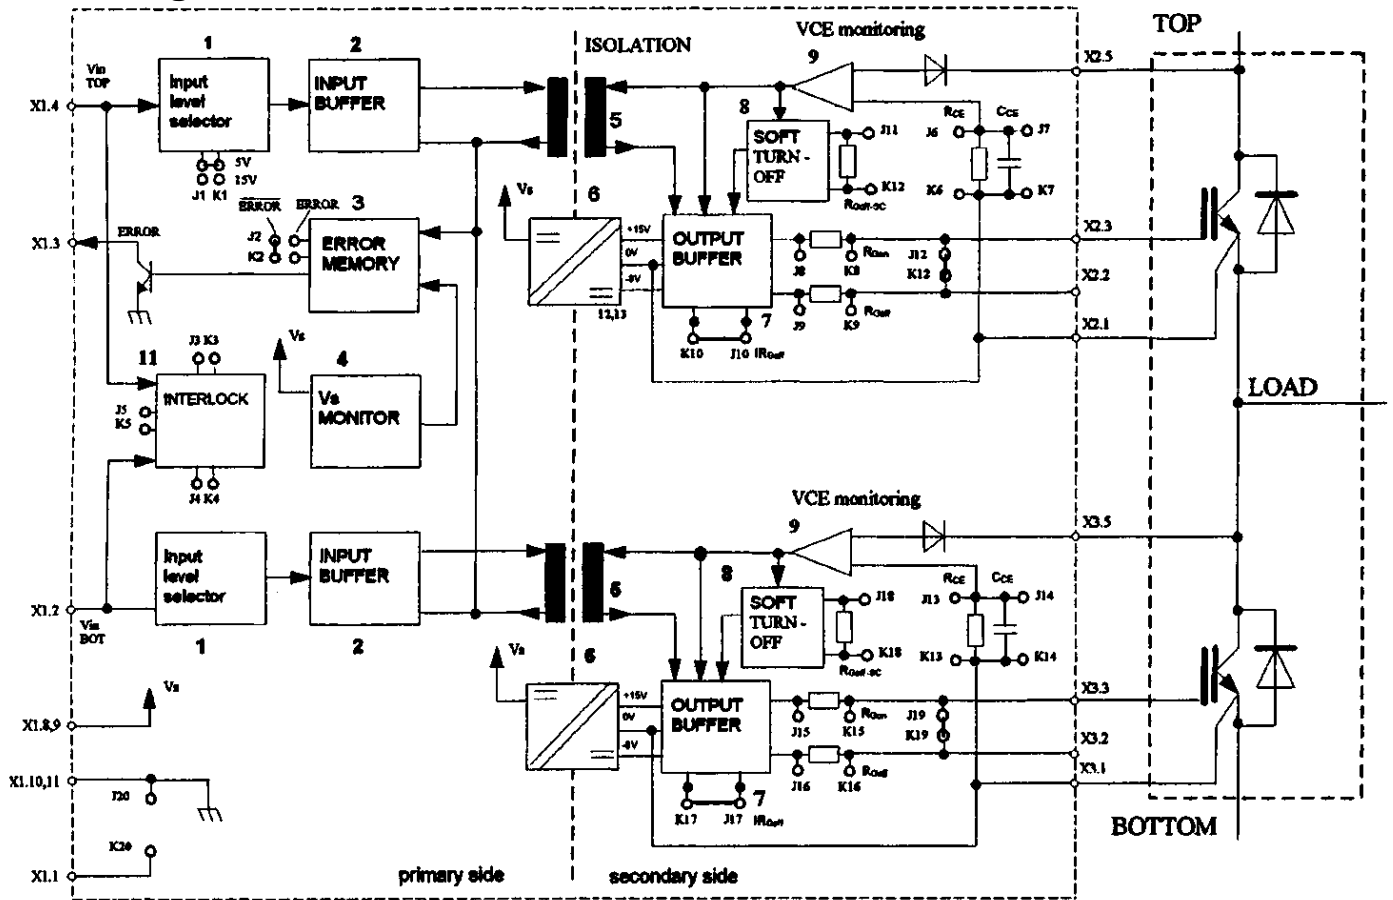 TOP
VCE monitoring
ISOLATION
1
2
9
X2.5
Vin
TOP
Input
level
selector
INPUT
BUFFER
X1.4
5
8
RCE
CCE
J11
J6
J7
SOFT
TURN -
OFF
5V
15V
J1 K1
K12
K6
K7
RGoff-SC
ERROR
ERROR
3
Vs
6
X1.3
ERROR
J2
K2
ERROR
MEMORY
+15V
0V
-8V
OUTPUT
BUFFER
X2.3
RGon
J8
K8
J12
K12
X2.2
J9
K9
RGoff
12,13
7
X2.1
K10
J10 IRGoff
11
J3 K3
Vs
4
INTERLOCK
Vs
MONITOR
J5
K5
J4 K4
LOAD
VCE monitoring
9
X3.5
Input
level
selector
INPUT
BUFFER
8
5
RCE
CCE
J18
J13
J14
SOFT
TURN -
OFF
X1.2
Vin
BOT
1
2
K18
K13
K14
RGoff-SC
Vs
6
Vs
+15V
0V
-8V
OUTPUT
BUFFER
X3.3
RGon
J15
K15
J19
K19
X1.8,9
X3.2
X3.1
J16
K16
RGoff
X1.10,11
J20
7
K17
J17 IRGoff
BOTTOM
K20
X1.1
primary side
secondary side